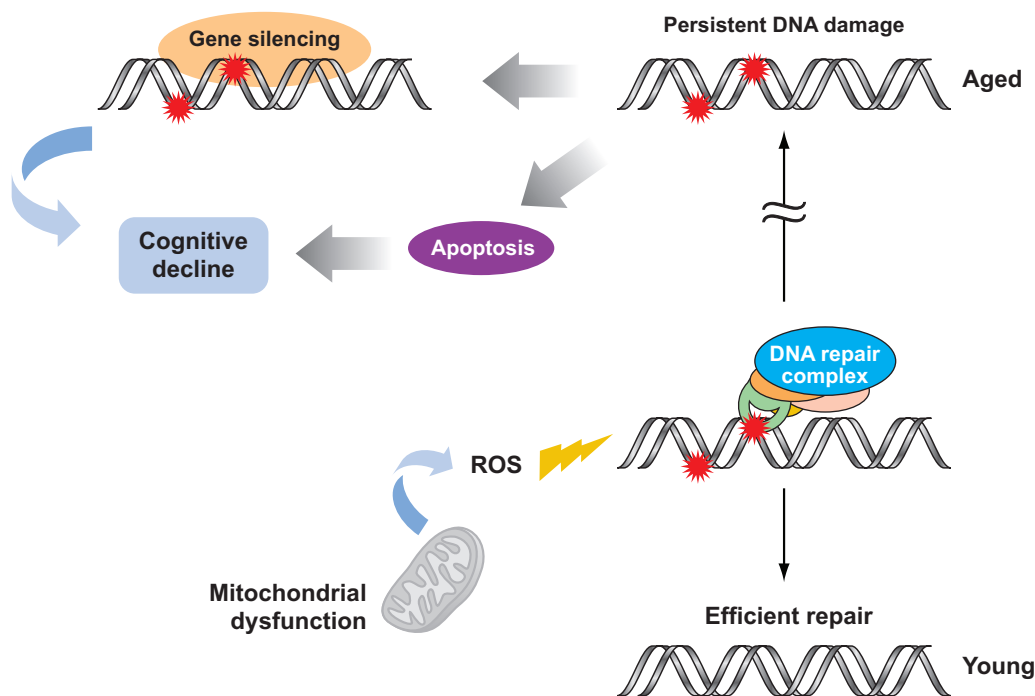 Gene silencing
Persistent DNA damage
Aged
Cognitive
decline
Apoptosis
DNA repair
complex
ROS
Mitochondrial
dysfunction
Efficient repair
Young